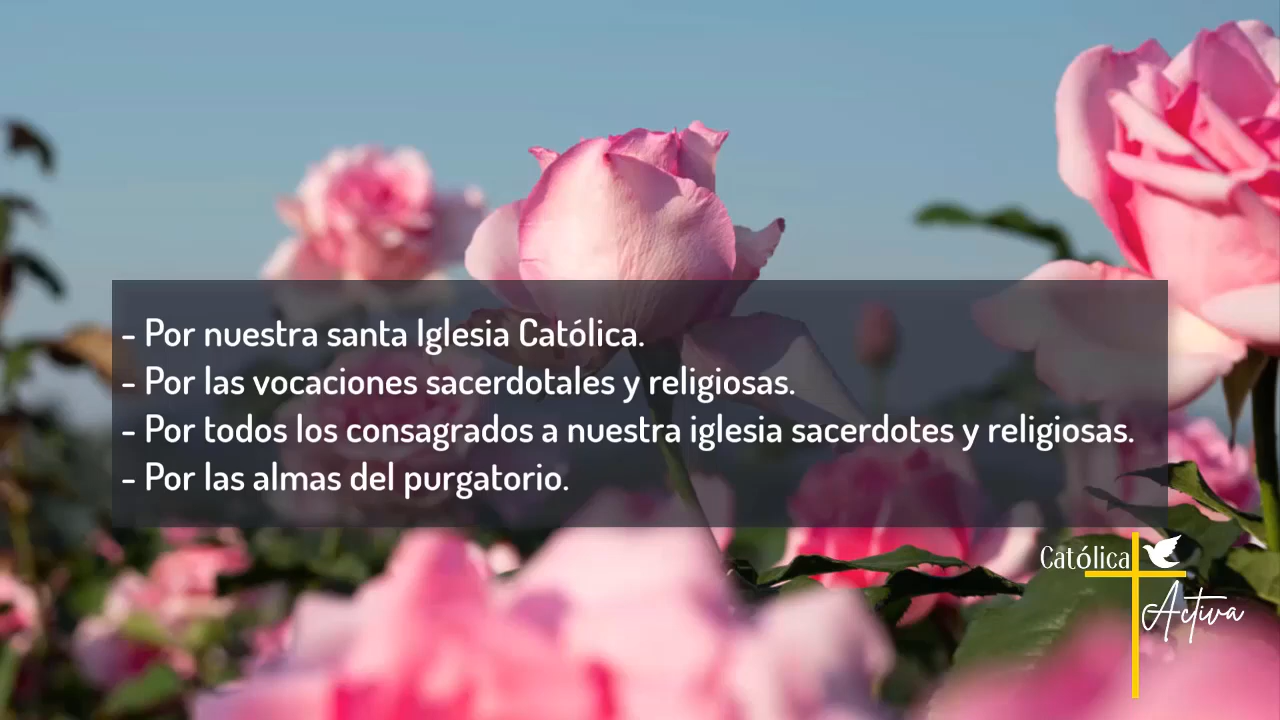 - Por nuestra santa Iglesia Católica.
- Por las vocaciones sacerdotales y religiosas.
- Por todos los consagrados a nuestra iglesia sacerdotes y religiosas.
- Por las almas del purgatorio.
Católica
Activa